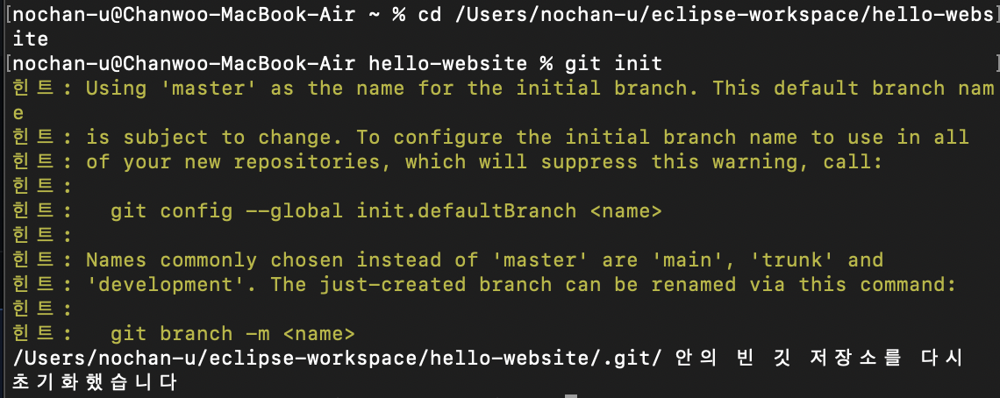 [nochan-u@Chanwoo-MacBook-Air ~ % cd /Users/nochan-u/eclipse-workspace/hello-webs]
ite
[nochan-u@Chanwoo-MacBook-Air hello-website % git init ]
힌트: Using 'master' as the name for the initial branch. This default branch nam
e
힌트: is subject to change. To configure the initial branch name to use in all
힌트: of your new repositories, which will suppress this warning, call:
힌트:
힌트:   git config --global init.defaultBranch <name>
힌트:
힌트: Names commonly chosen instead of 'master' are 'main', 'trunk' and
힌트: 'development'. The just-created branch can be renamed via this command:
힌트:
힌트:   git branch -m <name>
/Users/nochan-u/eclipse-workspace/hello-website/.git/ 안의 빈 깃 저장소를 다시
초기화했습니다